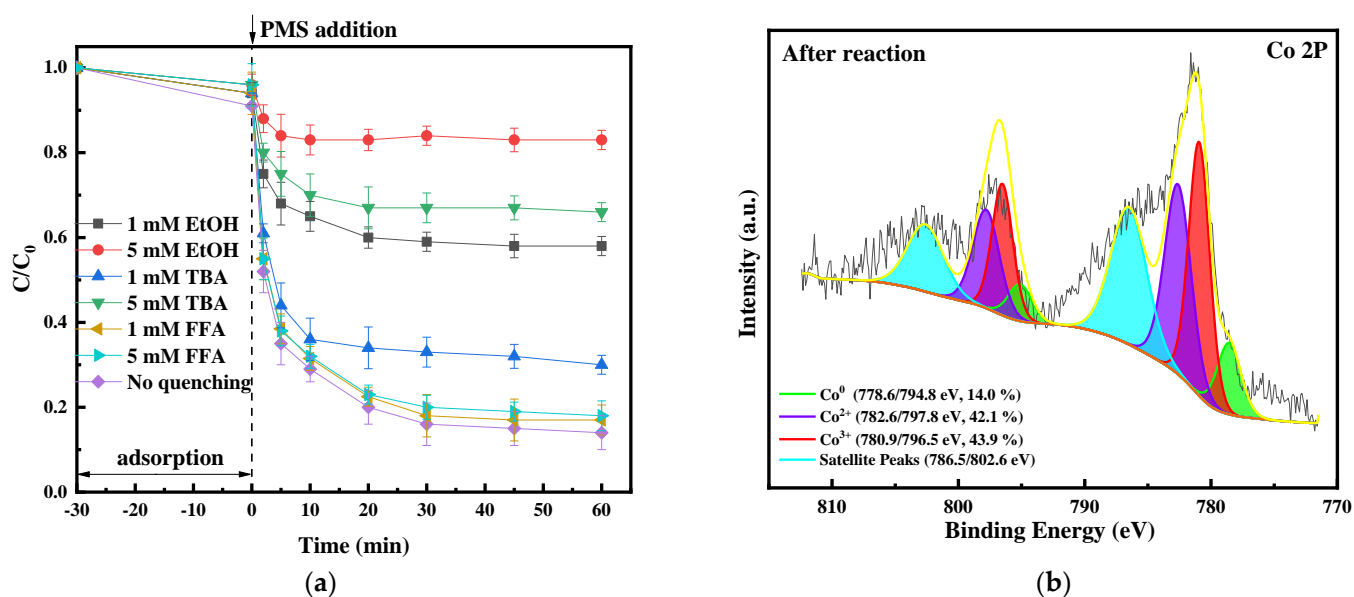 PMS addition
1.0
0.8
0.6
0.4
0.2
0.0
C/C₀
1 mM EtOH
5 mM EtOH
1 mM TBA
5 mM TBA
1 mM FFA
5 mM FFA
No quenching
adsorption
-30 -20 -10 0 10 20 30 40 50 60
Time (min)
(a)
After reaction
Co 2P
Intensity (a.u.)
Co⁰ (778.6/794.8 eV, 14.0 %)
Co²⁺ (782.6/797.8 eV, 42.1 %)
Co³⁺ (780.9/796.5 eV, 43.9 %)
Satellite Peaks (786.5/802.6 eV)
810 800 790 780 770
Binding Energy (eV)
(b)